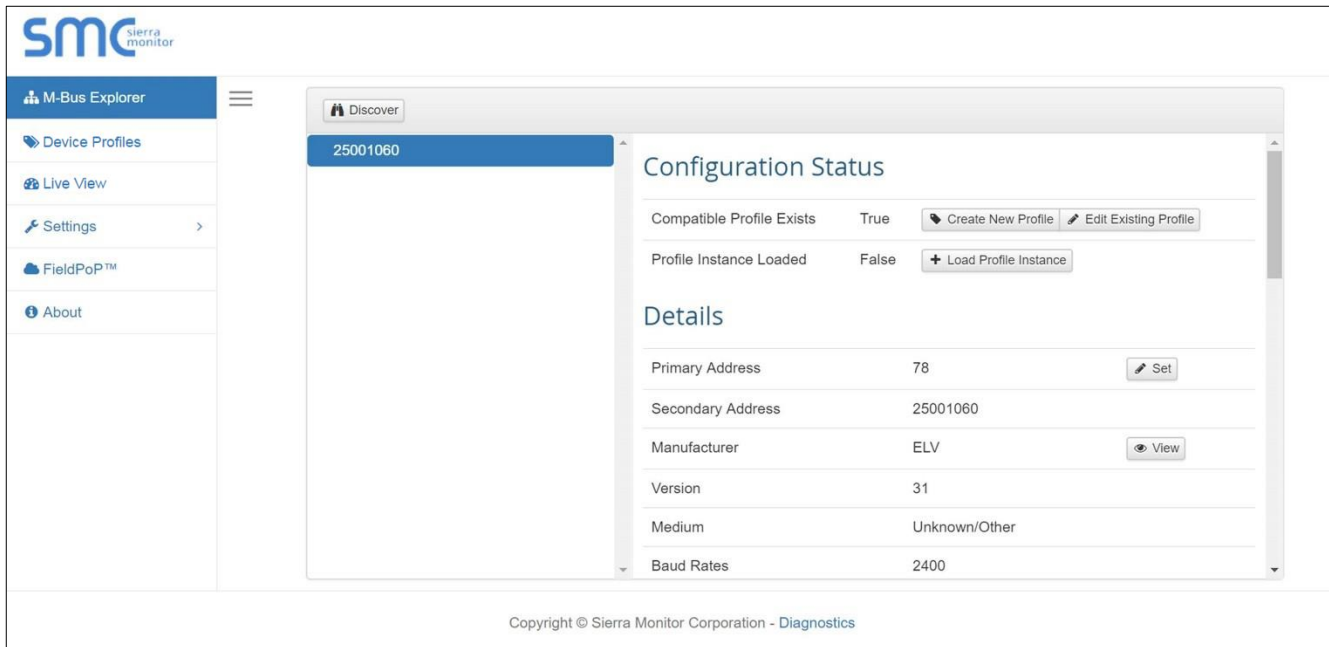 SMC sierra monitor
M-Bus Explorer
Device Profiles
Live View
Settings
FieldPoP™
About
Discover
25001060
Configuration Status
Compatible Profile Exists True Create New Profile Edit Existing Profile
Profile Instance Loaded False Load Profile Instance
Details
Primary Address 78 Set
Secondary Address 25001060
Manufacturer ELV View
Version 31
Medium Unknown/Other
Baud Rates 2400
Copyright © Sierra Monitor Corporation - Diagnostics